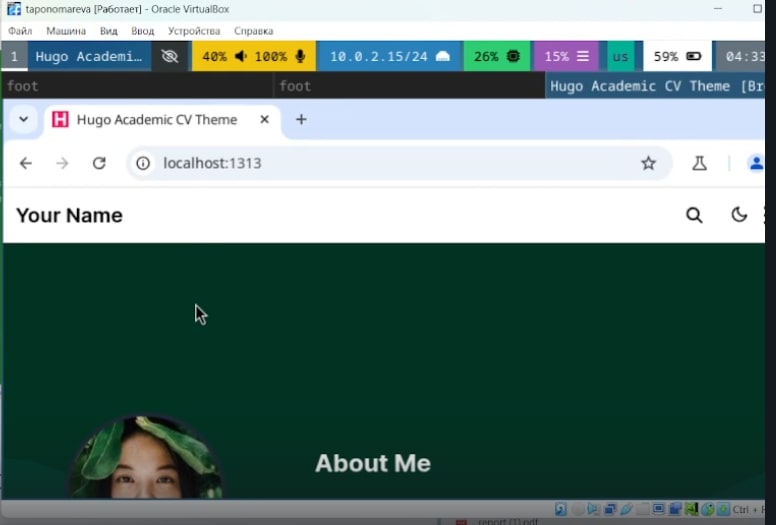 taponomareva [Работает] - Oracle VirtualBox
Файл Машина Вид Ввод Устройства Справка
1 Hugo Academi… 40% 100% 10.0.2.15/24 26% 15% us 59% 04:33
foot foot Hugo Academic CV Theme [Br
Hugo Academic CV Theme
localhost:1313
Your Name
About Me
Ctrl +
report (1).pdf